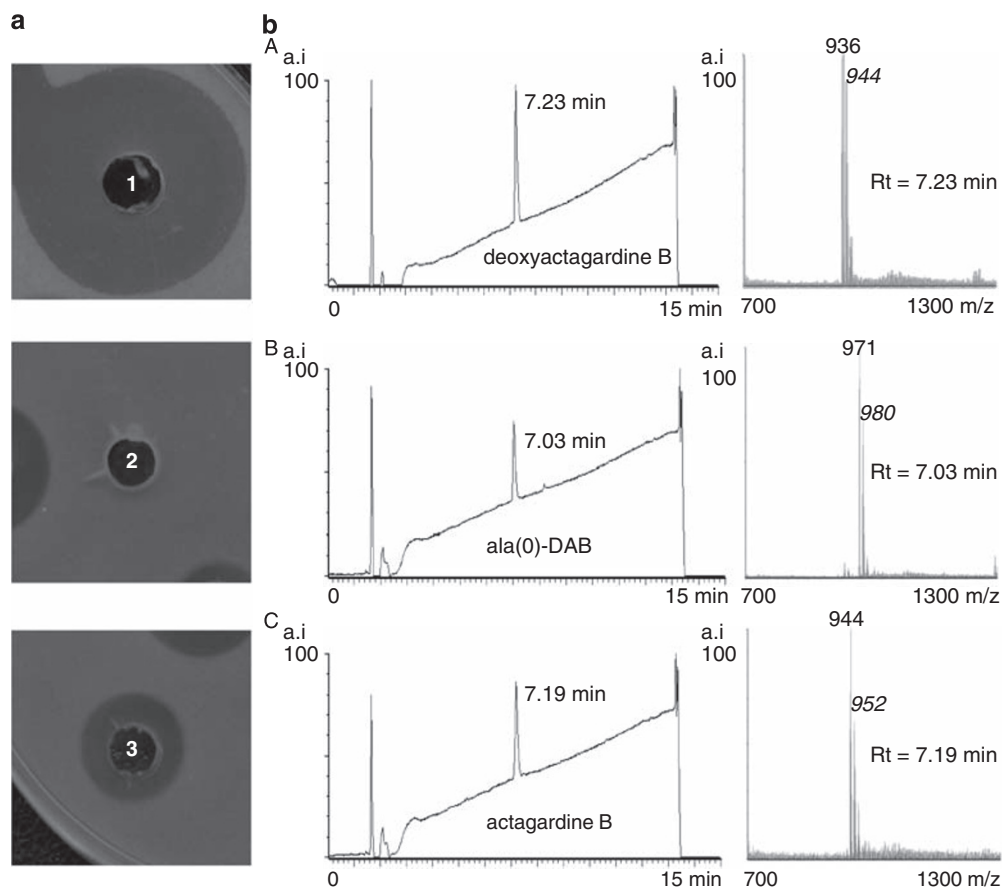 a
1
2
3
b
A a.i
100
7.23 min
deoxyactagardine B
0 15 min
a.i
100
936
944
Rt = 7.23 min
700 1300 m/z
B a.i
100
7.03 min
ala(0)-DAB
0 15 min
a.i
100
971
980
Rt = 7.03 min
700 1300 m/z
C a.i
100
7.19 min
actagardine B
0 15 min
a.i
100
944
952
Rt = 7.19 min
700 1300 m/z